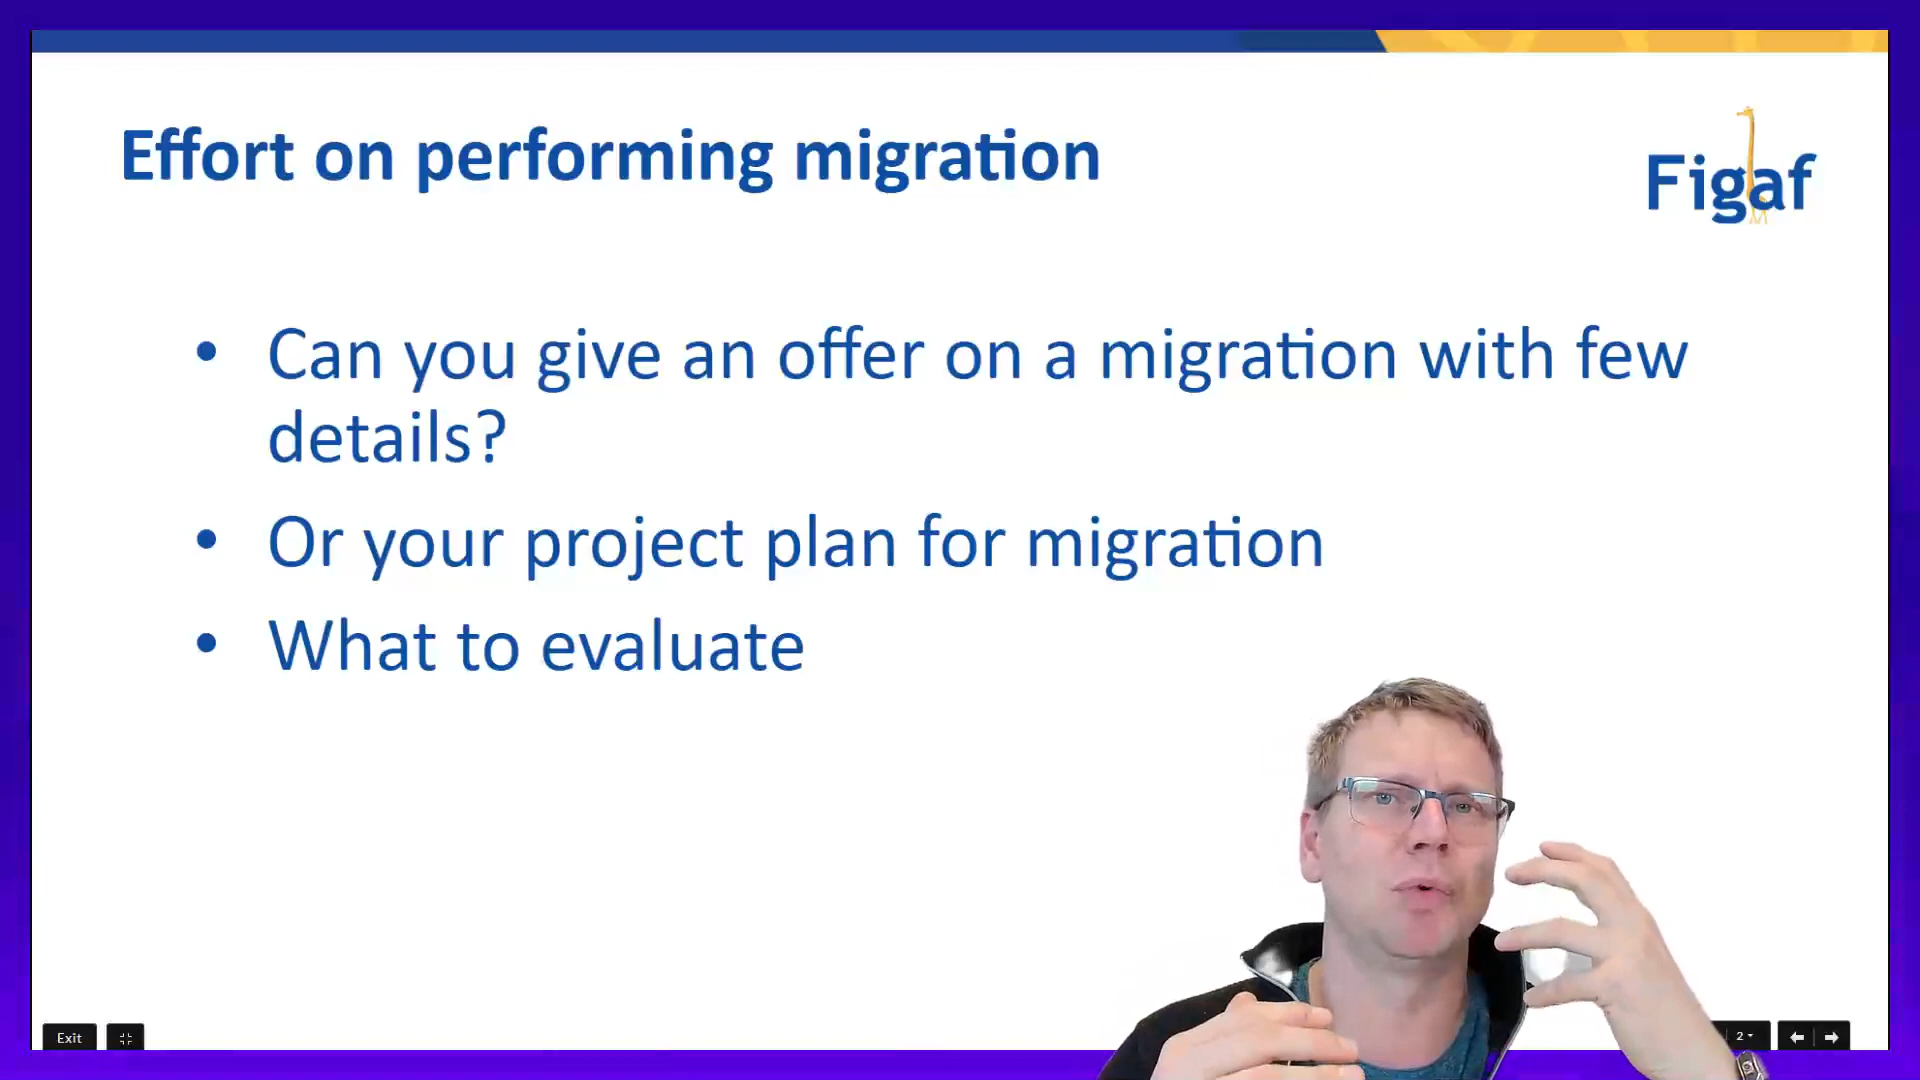 Effort on performing migration
Figaf
• Can you give an offer on a migration with few
details?
• Or your project plan for migration
• What to evaluate
Exit
2